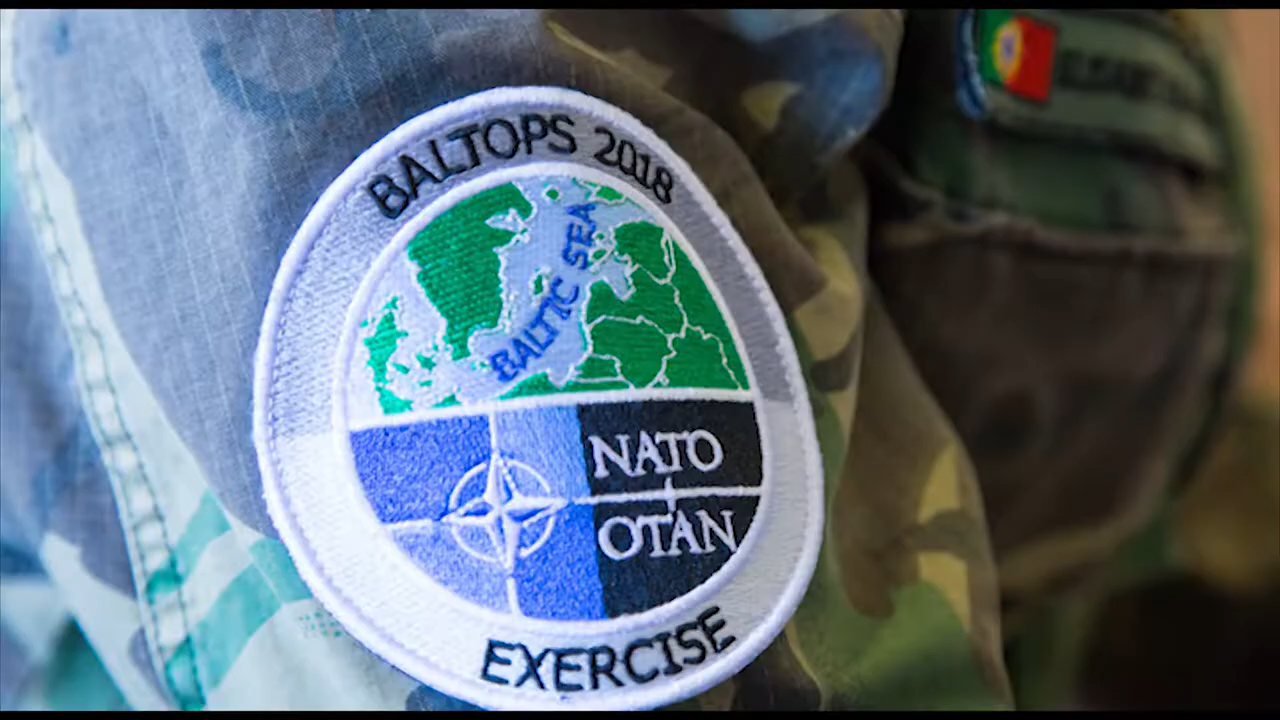 BALTOPS 2018
BALTIC SEA
NATO
OTAN
EXERCISE